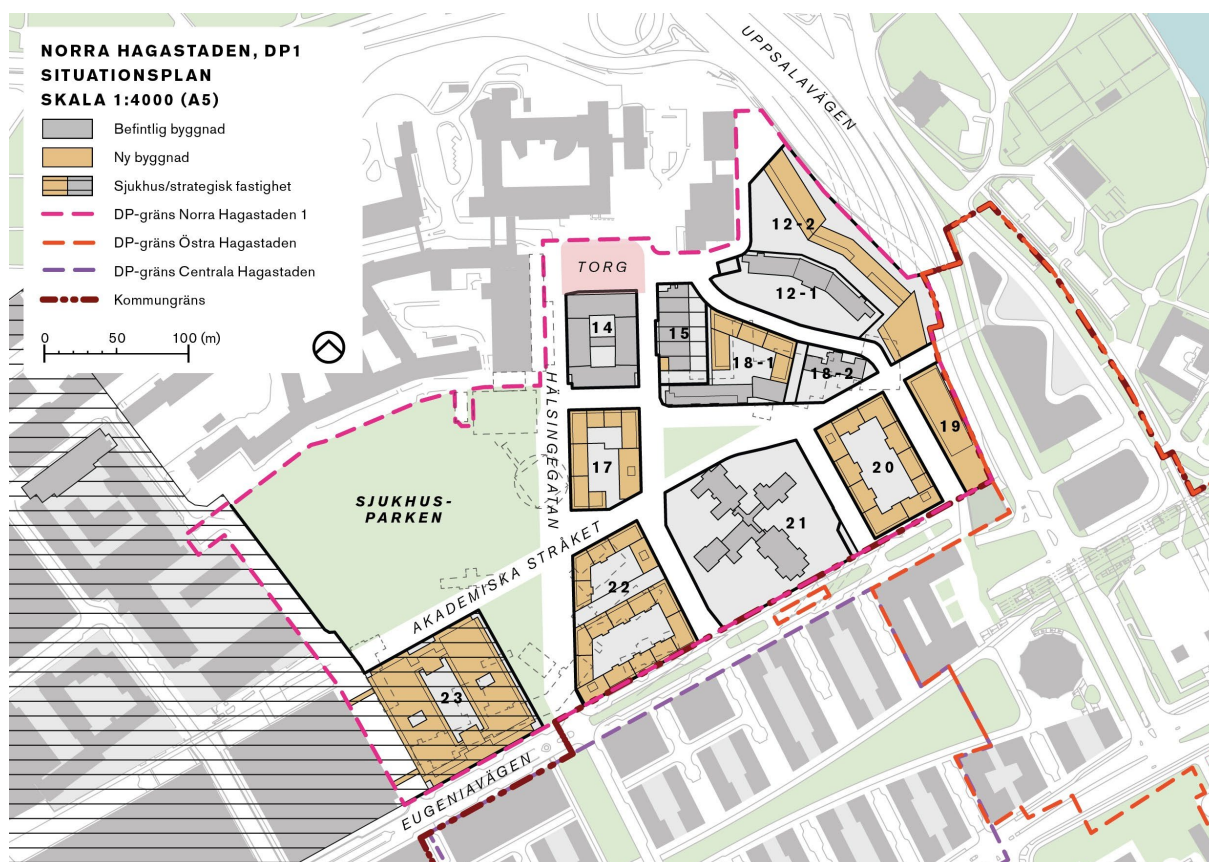 NORRA HAGASTADEN, DP1
SITUATIONSPLAN
SKALA 1:4000 (A5)
Befintlig byggnad
Ny byggnad
Sjukhus/strategisk fastighet
DP-gräns Norra Hagastaden 1
DP-gräns Östra Hagastaden
DP-gräns Centrala Hagastaden
Kommungräns
0 50 100 (m)
UPPSALAVÄGEN
12-2
TORG
12-1
14
15
18-1
18-2
HÄLSINGEGATAN
19
17
20
SJUKHUS-
PARKEN
21
AKADEMISKA STRÅKET
22
23
EUGENIAVÄGEN